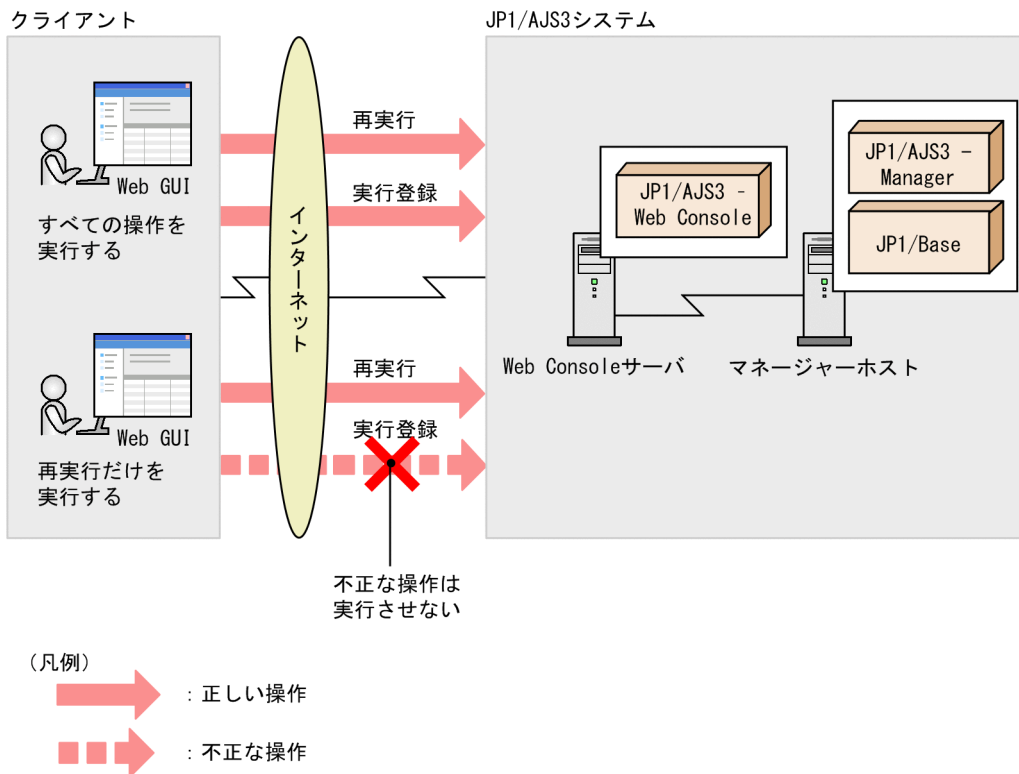 クライアント
JP1/AJS3システム
Web GUI
すべての操作を
実行する
再実行
実行登録
インターネット
JP1/AJS3 -
Web Console
JP1/AJS3 -
Manager
JP1/Base
Web Consoleサーバ
マネージャーホスト
Web GUI
再実行だけを
実行する
再実行
実行登録
不正な操作は
実行させない
(凡例)
:正しい操作
:不正な操作